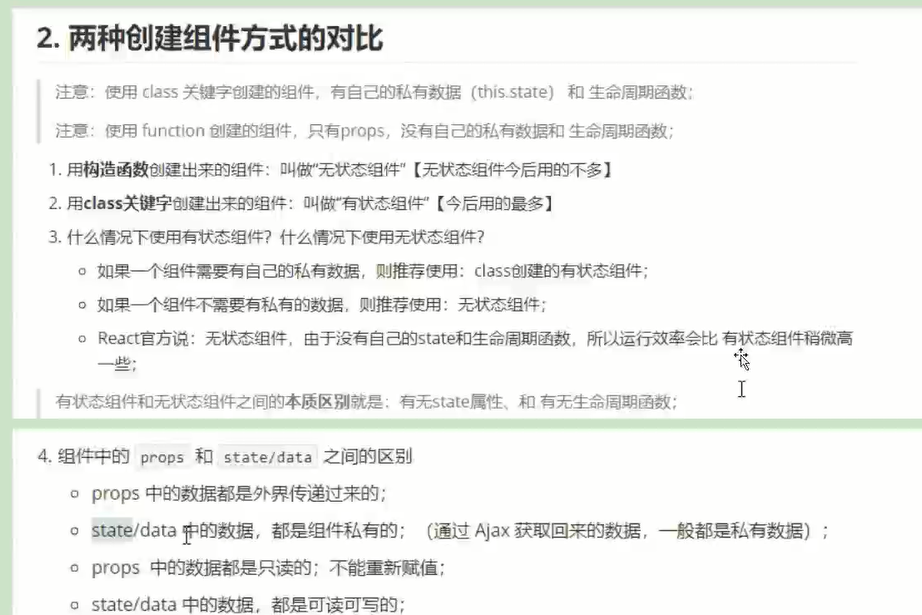 2. 两种创建组件方式的对比
注意：使用 class 关键字创建的组件，有自己的私有数据（this.state） 和 生命周期函数；
注意：使用 function 创建的组件，只有props，没有自己的私有数据和 生命周期函数；
1. 用构造函数创建出来的组件：叫做“无状态组件”【无状态组件今后用的不多】
2. 用class关键字创建出来的组件：叫做“有状态组件”【今后用的最多】
3. 什么情况下使用有状态组件？什么情况下使用无状态组件？
如果一个组件需要有自己的私有数据，则推荐使用：class创建的有状态组件；
如果一个组件不需要有私有的数据，则推荐使用：无状态组件；
React官方说：无状态组件，由于没有自己的state和生命周期函数，所以运行效率会比 有状态组件稍微高
一些；
有状态组件和无状态组件之间的本质区别就是：有无state属性、和 有无生命周期函数；
4. 组件中的 props 和 state/data 之间的区别
props 中的数据都是外界传递过来的；
state/data 中的数据，都是组件私有的；（通过 Ajax 获取回来的数据，一般都是私有数据）；
props 中的数据都是只读的；不能重新赋值；
state/data 中的数据，都是可读可写的；